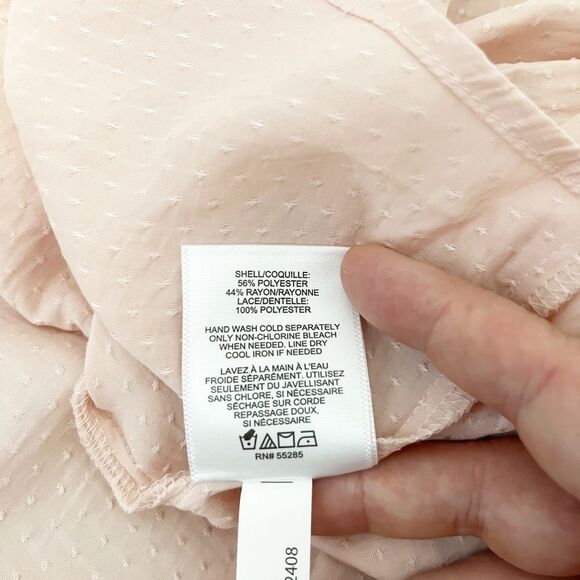 SHELL/COQUILLE:
56% POLYESTER
44% RAYON/RAYONNE
LACE/DENTELLE:
100% POLYESTER
HAND WASH COLD SEPARATELY
ONLY NON-CHLORINE BLEACH
WHEN NEEDED. LINE DRY
COOL IRON IF NEEDED
LAVEZ À LA MAIN À L'EAU
FROIDE SÉPARÉMENT. UTILISEZ
SEULEMENT DU JAVELLISANT
SANS CHLORE, SI NÉCESSAIRE
SÉCHAGE SUR CORDE
REPASSAGE DOUX,
SI NÉCESSAIRE
RN# 55285